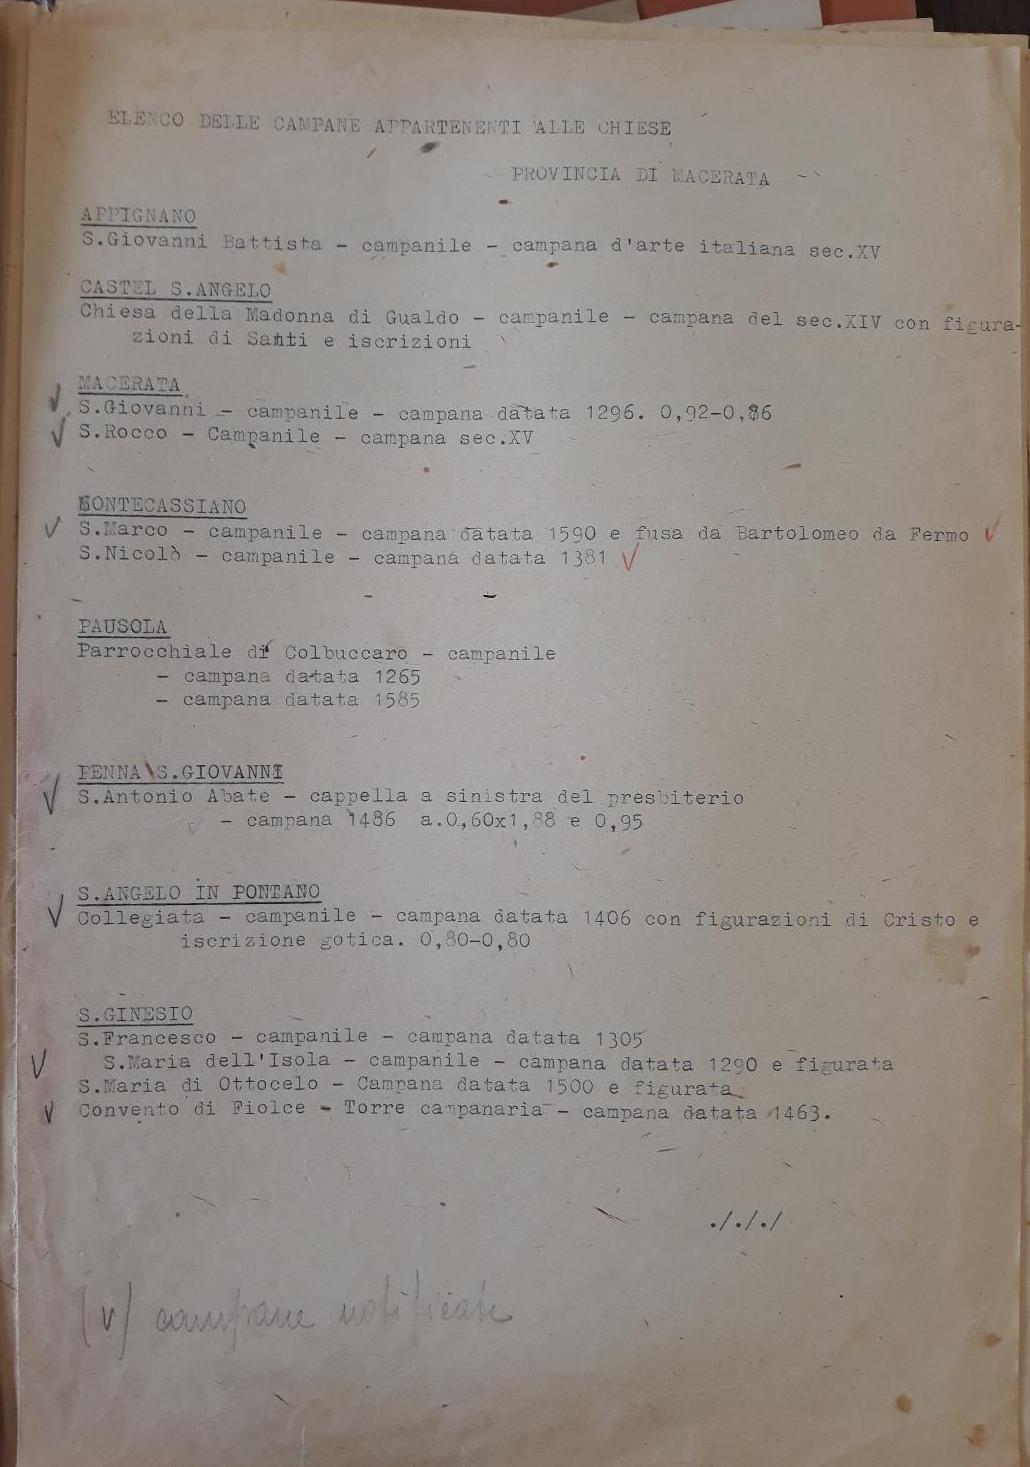 ELENCO DELLE CAMPANE APPARTENENTI ALLE CHIESE
PROVINCIA DI MACERATA
APPIGNANO
S.Giovanni Battista - campanile - campana d'arte italiana sec.XV
CASTEL S.ANGELO
Chiesa della Madonna di Gualdo - campanile - campana del sec.XIV con figura-
zioni di Santi e iscrizioni
MACERATA
√ S.Giovanni - campanile - campana datata 1296. 0,92-0,86
√ S.Rocco - Campanile - campana sec.XV
MONTECASSIANO
√ S.Marco - campanile - campana datata 1590 e fusa da Bartolomeo da Fermo √
S.Nicolò - campanile - campana datata 1381 √
PAUSOLA
Parrocchiale di Colbuccaro - campanile
- campana datata 1265
- campana datata 1585
PENNA S.GIOVANNI
√ S.Antonio Abate - cappella a sinistra del presbiterio
- campana 1486 a.0,60x1,88 e 0,95
S.ANGELO IN PONTANO
√ Collegiata - campanile - campana datata 1406 con figurazioni di Cristo e
iscrizione gotica. 0,80-0,80
S.GINESIO
S.Francesco - campanile - campana datata 1305
√ S.Maria dell'Isola - campanile - campana datata 1290 e figurata
S.Maria di Ottocelo - Campana datata 1500 e figurata
√ Convento di Fiolce - Torre campanaria - campana datata 1463.
././
(v) campane notificate